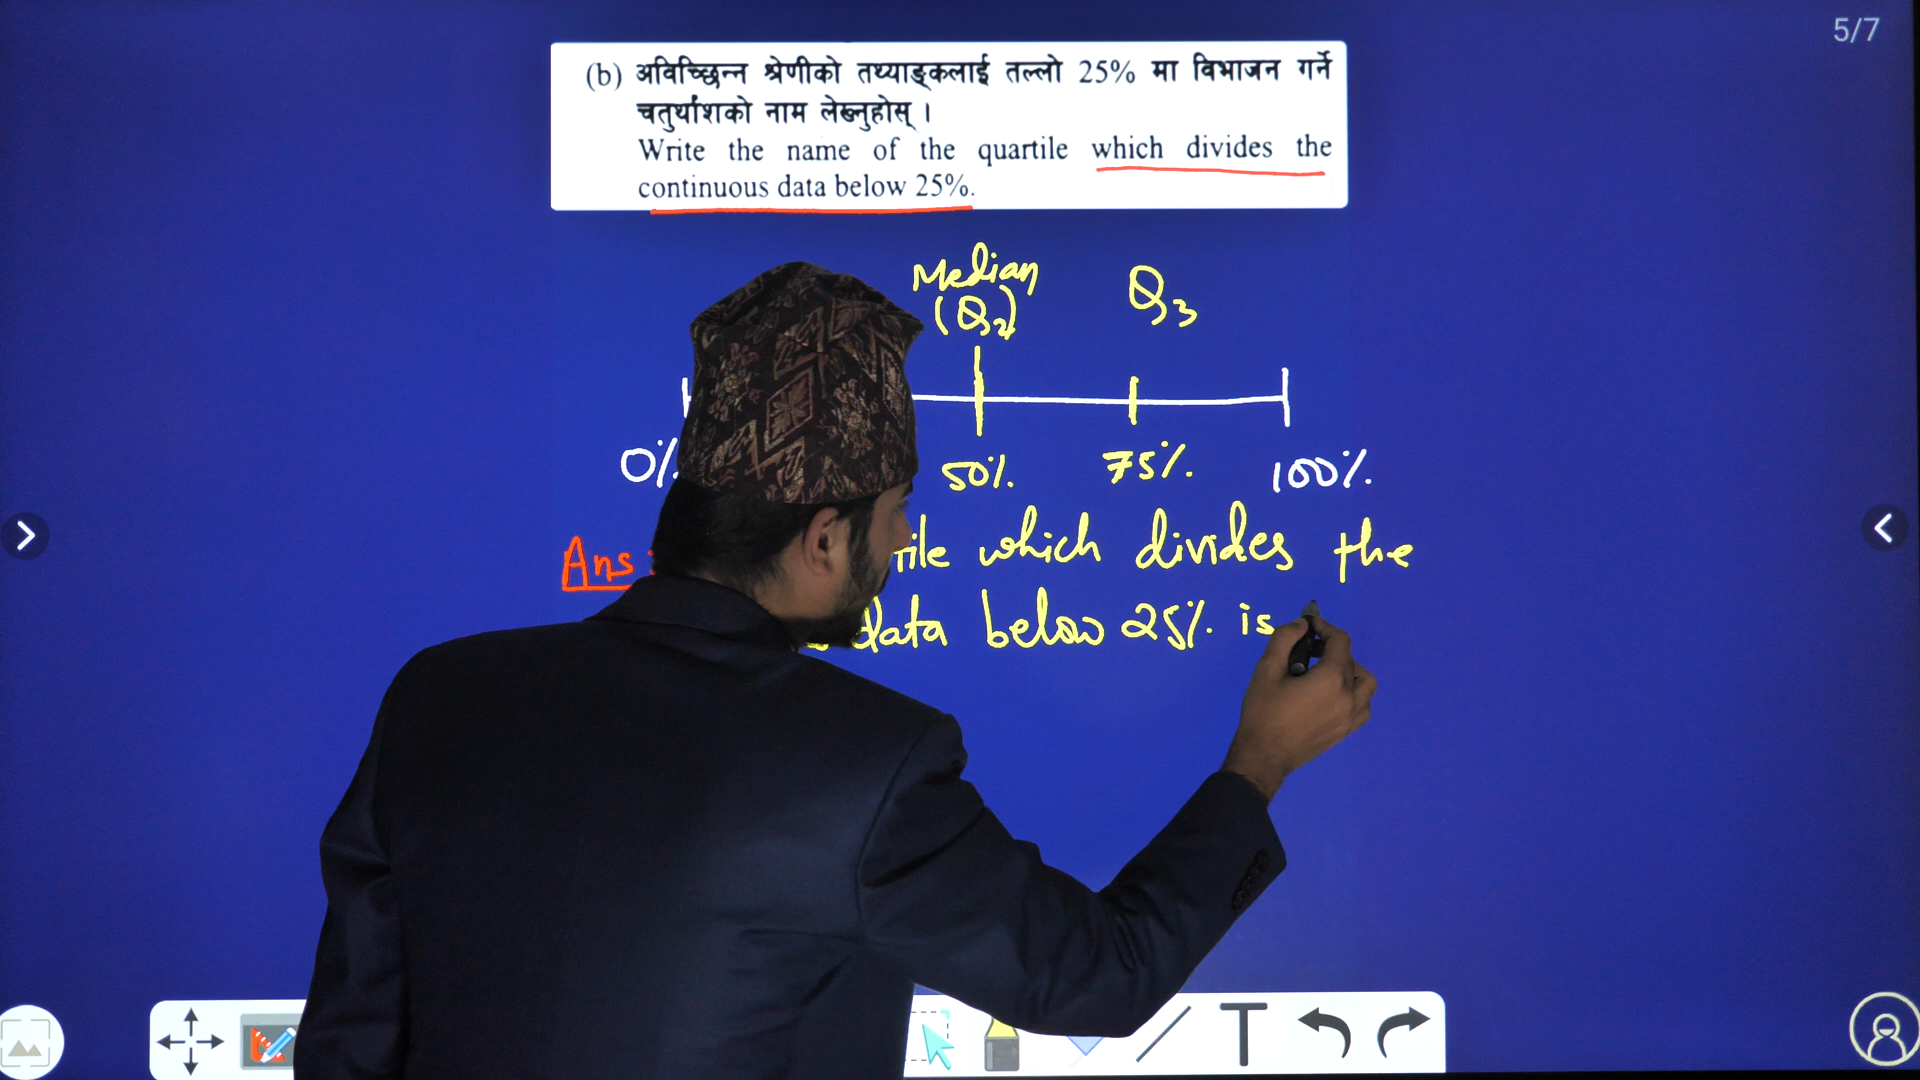 5/7
(b) अविच्छिन्न श्रेणीको तथ्याङ्कलाई तल्लो 25% मा विभाजन गर्ने
चतुर्थांशको नाम लेख्नुहोस् ।
Write the name of the quartile which divides the
continuous data below 25%.
Median
(Q2) Q3
0% 50% 75% 100%
Ans: which divides the
data below 25% is
T